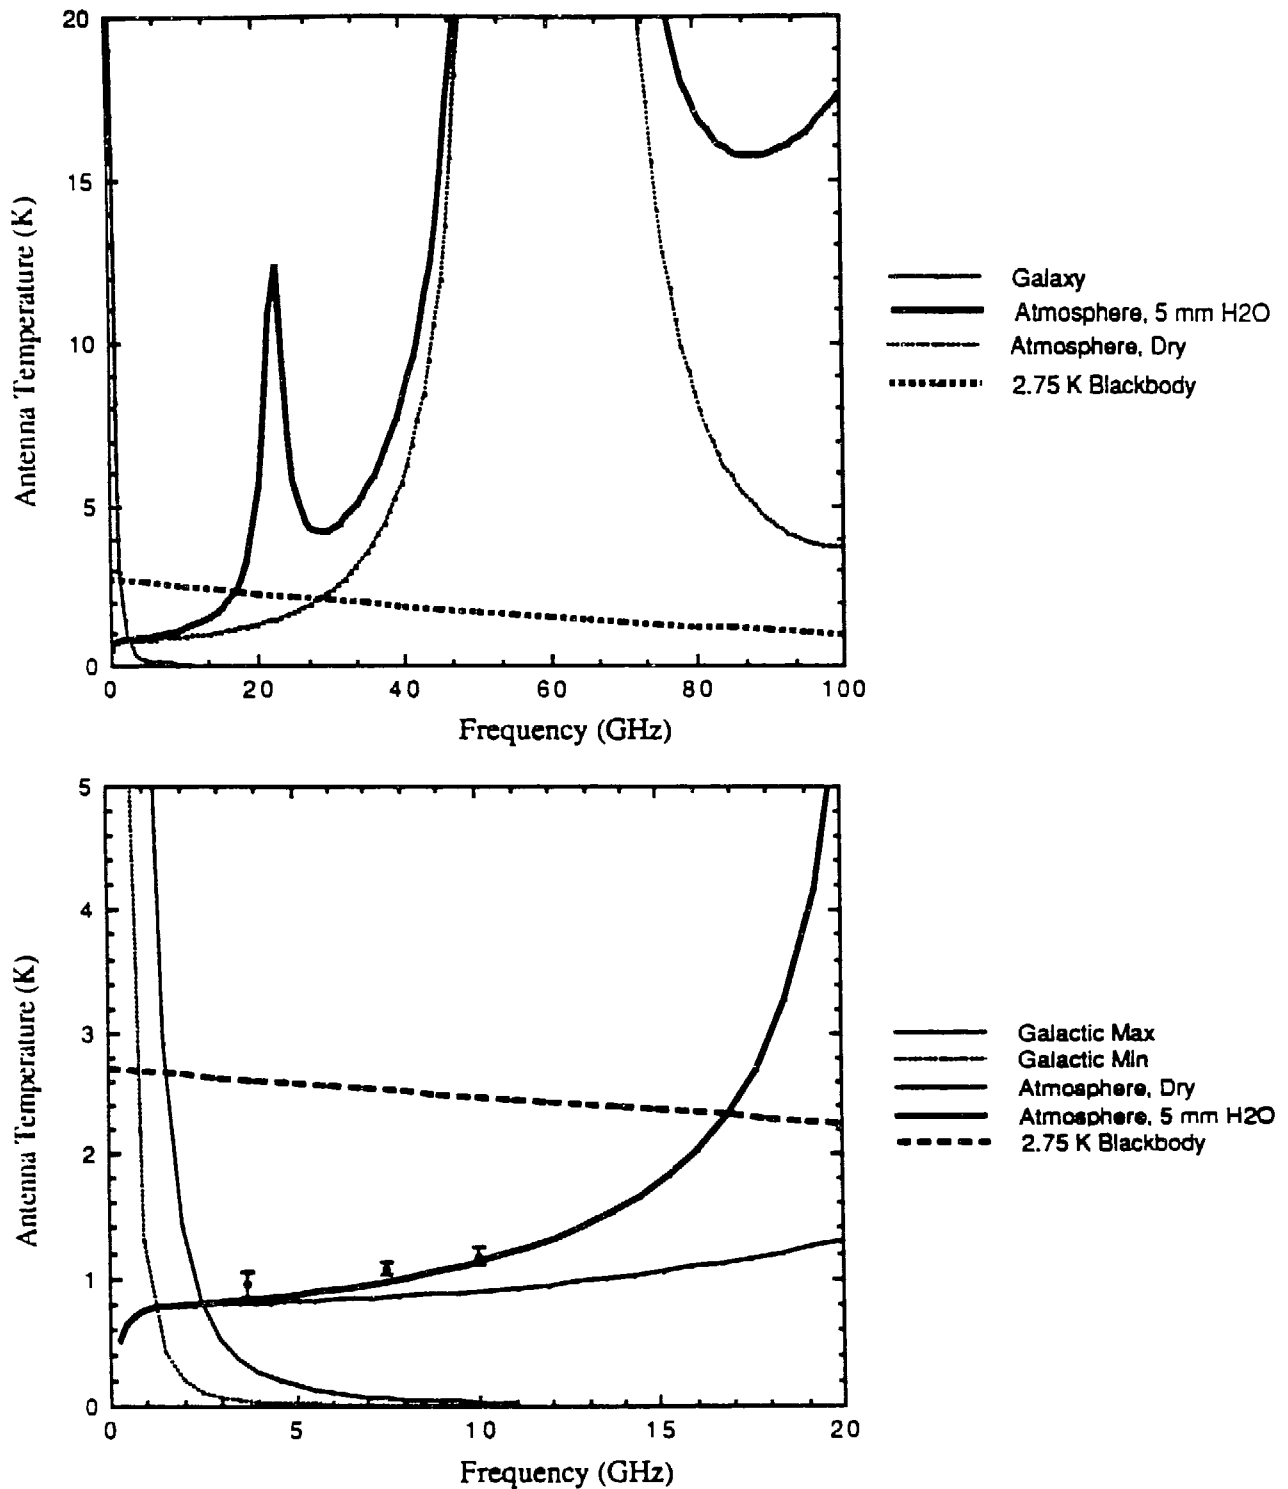 20
15
10
5
0
Antenna Temperature (K)
0 20 40 60 80 100
Frequency (GHz)
Galaxy
Atmosphere, 5 mm H2O
Atmosphere, Dry
2.75 K Blackbody
5
4
3
2
1
0
Antenna Temperature (K)
0 5 10 15 20
Frequency (GHz)
Galactic Max
Galactic Min
Atmosphere, Dry
Atmosphere, 5 mm H2O
2.75 K Blackbody